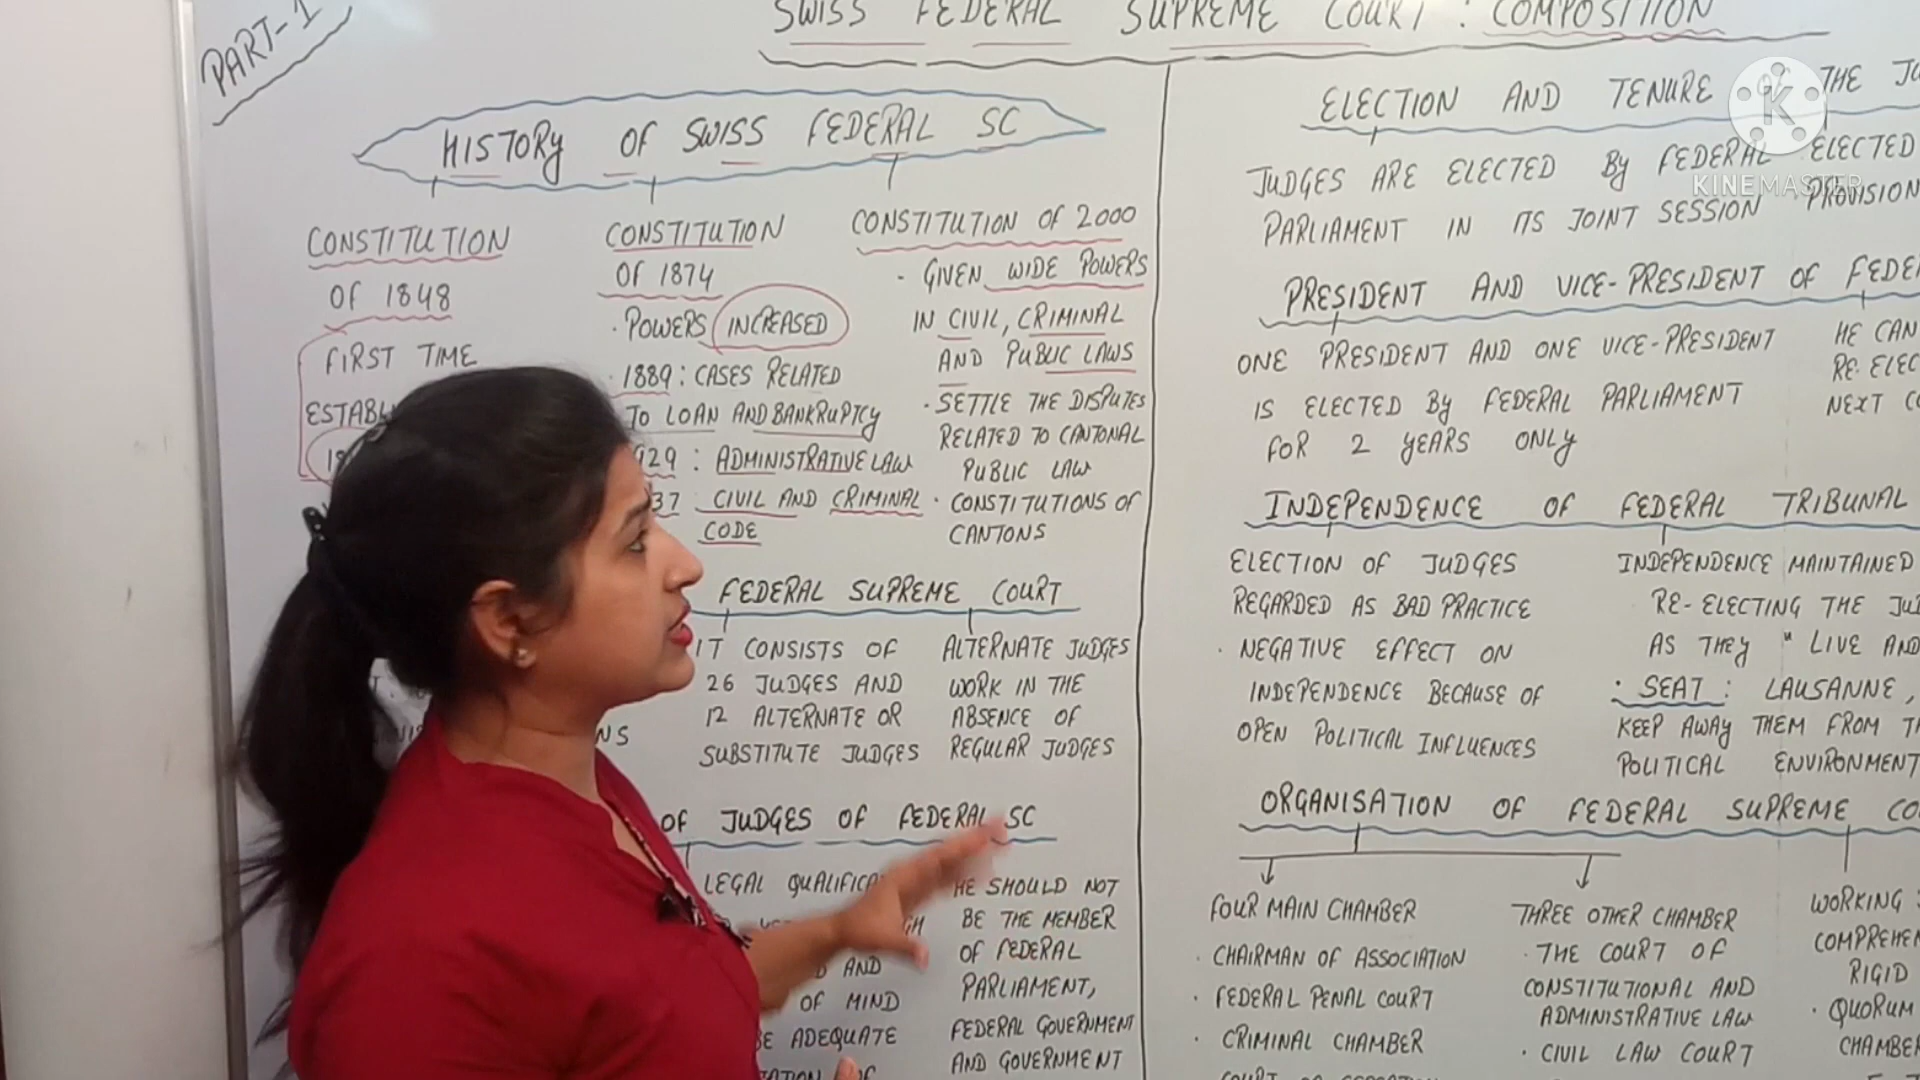 PART-1
SWISS FEDERAL SUPREME COURT : COMPOSITION
HISTORY OF SWISS FEDERAL SC
CONSTITUTION
OF 1848
FIRST TIME
CONSTITUTION
OF 1874
· POWERS INCREASED
· 1889 : CASES RELATED
TO LOAN AND BANKRUPTCY
: ADMINISTRATIVE LAW
: CIVIL AND CRIMINAL
CODE
CONSTITUTION OF 2000
· GIVEN WIDE POWERS
IN CIVIL, CRIMINAL
AND PUBLIC LAWS
· SETTLE THE DISPUTES
RELATED TO CANTONAL
PUBLIC LAW
· CONSTITUTIONS OF
CANTONS
FEDERAL SUPREME COURT
IT CONSISTS OF
26 JUDGES AND
12 ALTERNATE OR
SUBSTITUTE JUDGES
ALTERNATE JUDGES
WORK IN THE
ABSENCE OF
REGULAR JUDGES
OF JUDGES OF FEDERAL SC
LEGAL
AND
OF MIND
BE ADEQUATE
OF
HE SHOULD NOT
BE THE MEMBER
OF FEDERAL
PARLIAMENT,
FEDERAL GOVERNMENT
AND GOVERNMENT
ELECTION AND TENURE OF THE
JUDGES ARE ELECTED BY FEDERAL
PARLIAMENT IN ITS JOINT SESSION
ELECTED
PROVISION
PRESIDENT AND VICE-PRESIDENT OF
ONE PRESIDENT AND ONE VICE-PRESIDENT
IS ELECTED BY FEDERAL PARLIAMENT
FOR 2 YEARS ONLY
HE CAN
RE-ELEC
NEXT
INDEPENDENCE OF FEDERAL TRIBUNAL
ELECTION OF JUDGES
REGARDED AS BAD PRACTICE
· NEGATIVE EFFECT ON
INDEPENDENCE BECAUSE OF
OPEN POLITICAL INFLUENCES
INDEPENDENCE MAINTAINED
RE-ELECTING THE
AS THEY "LIVE AND
· SEAT : LAUSANNE,
KEEP AWAY THEM FROM
POLITICAL ENVIRONMENT
ORGANISATION OF FEDERAL SUPREME
FOUR MAIN CHAMBER
· CHAIRMAN OF ASSOCIATION
· FEDERAL PENAL COURT
· CRIMINAL CHAMBER
THREE OTHER CHAMBER
· THE COURT OF
CONSTITUTIONAL AND
ADMINISTRATIVE LAW
· CIVIL LAW COURT
WORKING
RIGID
· QUORUM
K
KINEMASTER